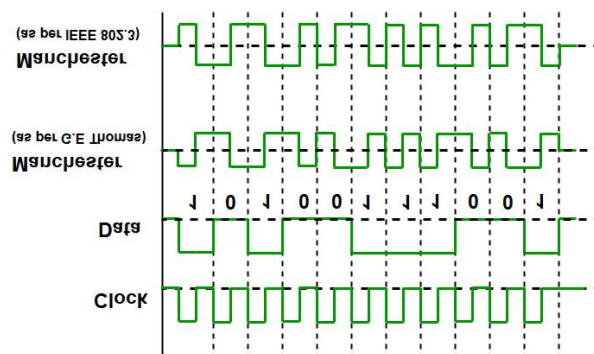 Clock
Data
1 0 1 0 0 1 1 1 0 0 1
Manchester
(as per G.E Thomas)
Manchester
(as per IEEE 802.3)